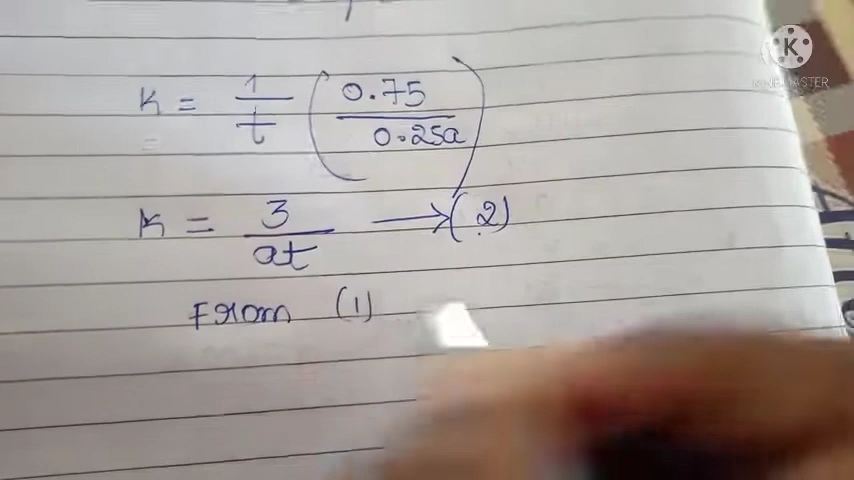 K
K = 1/t (0.75/0.25a)
K = 3/at → (2)
From (1)